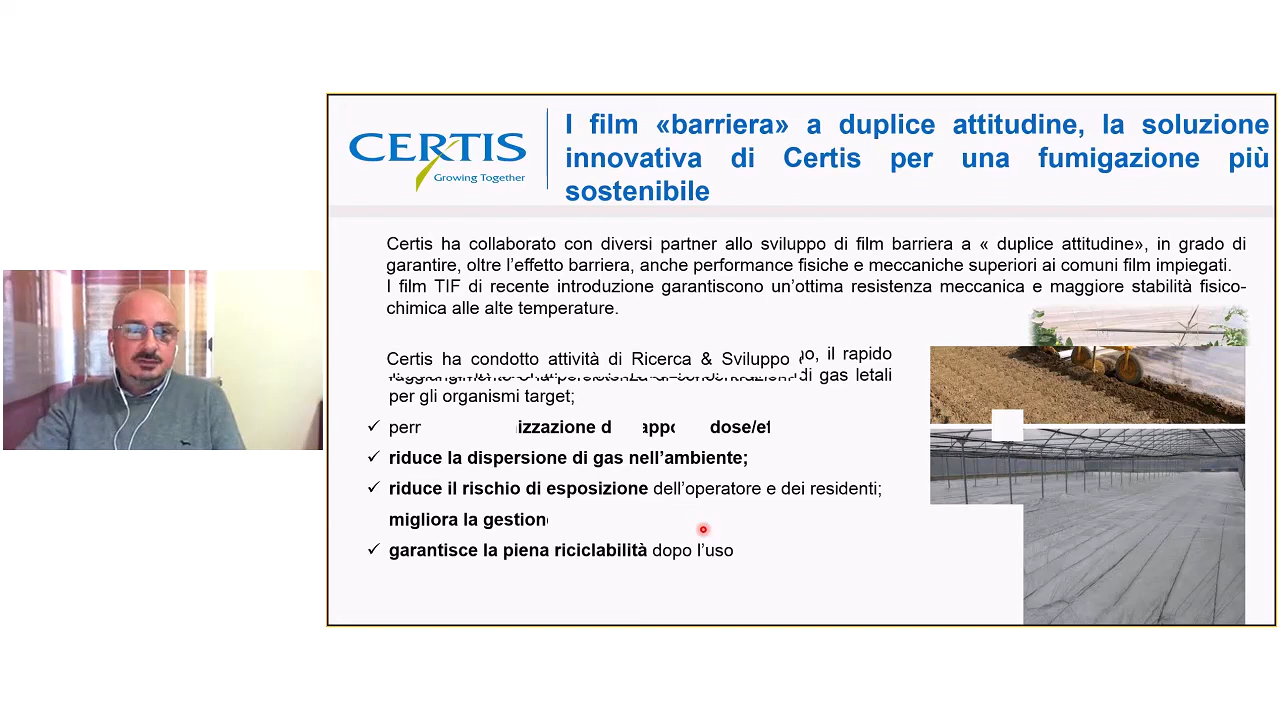 CERTIS
Growing Together
I film «barriera» a duplice attitudine, la soluzione
innovativa di Certis per una fumigazione più
sostenibile
Certis ha collaborato con diversi partner allo sviluppo di film barriera a « duplice attitudine», in grado di
garantire, oltre l’effetto barriera, anche performance fisiche e meccaniche superiori ai comuni film impiegati.
I film TIF di recente introduzione garantiscono un’ottima resistenza meccanica e maggiore stabilità fisico-
chimica alle alte temperature.
Certis ha condotto attività di Ricerca & Sviluppo il rapido
di gas letali
per gli organismi target;
✓ riduce la dispersione di gas nell’ambiente;
✓ riduce il rischio di esposizione dell’operatore e dei residenti;
migliora la
✓ garantisce la piena riciclabilità dopo l’uso